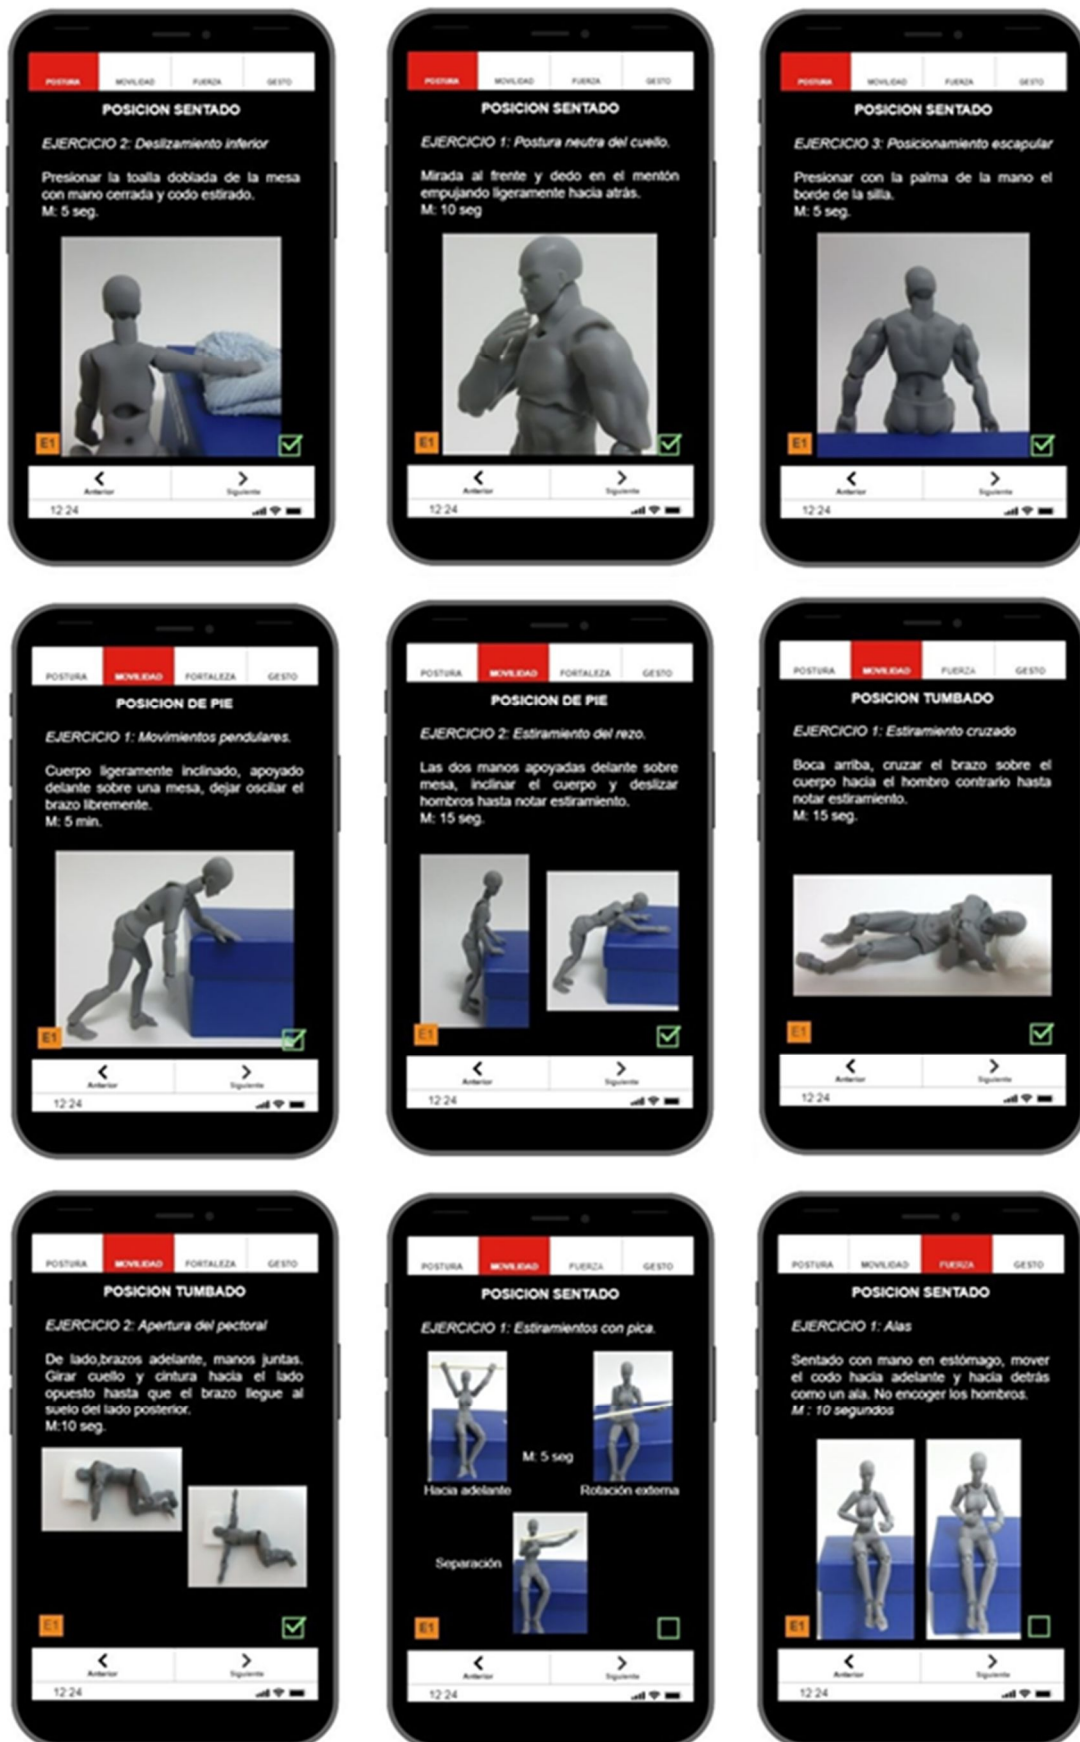 POSTURA MOVILIDAD FUERZA GESTO
POSICION SENTADO
EJERCICIO 2: Deslizamiento inferior
Presionar la toalla doblada de la mesa
con mano cerrada y codo estirado.
M: 5 seg.
E1
Anterior Siguiente
12:24
POSTURA MOVILIDAD FUERZA GESTO
POSICION SENTADO
EJERCICIO 1: Postura neutra del cuello.
Mirada al frente y dedo en el mentón
empujando ligeramente hacia atrás.
M: 10 seg
E1
Anterior Siguiente
12:24
POSTURA MOVILIDAD FUERZA GESTO
POSICION SENTADO
EJERCICIO 3: Posicionamiento escapular
Presionar con la palma de la mano el
borde de la silla.
M: 5 seg.
E1
Anterior Siguiente
12:24
POSTURA MOVILIDAD FORTALEZA GESTO
POSICION DE PIE
EJERCICIO 1: Movimientos pendulares.
Cuerpo ligeramente inclinado, apoyado
delante sobre una mesa, dejar oscilar el
brazo libremente.
M: 5 min.
E1
Anterior Siguiente
12:24
POSTURA MOVILIDAD FORTALEZA GESTO
POSICION DE PIE
EJERCICIO 2: Estiramiento del rezo.
Las dos manos apoyadas delante sobre
mesa, inclinar el cuerpo y deslizar
hombros hasta notar estiramiento.
M: 15 seg.
E1
Anterior Siguiente
12:24
POSTURA MOVILIDAD FUERZA GESTO
POSICION TUMBADO
EJERCICIO 1: Estiramiento cruzado
Boca arriba, cruzar el brazo sobre el
cuerpo hacia el hombro contrario hasta
notar estiramiento.
M: 15 seg.
E1
Anterior Siguiente
12:24
POSTURA MOVILIDAD FORTALEZA GESTO
POSICION TUMBADO
EJERCICIO 2: Apertura del pectoral
De lado,brazos adelante, manos juntas.
Girar cuello y cintura hacia el lado
opuesto hasta que el brazo llegue al
suelo del lado posterior.
M:10 seg.
E1
Anterior Siguiente
12:24
POSTURA MOVILIDAD FUERZA GESTO
POSICION SENTADO
EJERCICIO 1: Estiramientos con pica.
M: 5 seg
Hacia adelante Rotación externa
Separación
E1
Anterior Siguiente
12:24
POSTURA MOVILIDAD FUERZA GESTO
POSICION SENTADO
EJERCICIO 1: Alas
Sentado con mano en estómago, mover
el codo hacia adelante y hacia detrás
como un ala. No encoger los hombros.
M : 10 segundos
E1
Anterior Siguiente
12:24